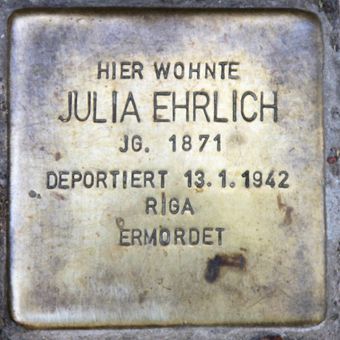 HIER WOHNTE
JULIA EHRLICH
JG. 1871
DEPORTIERT 13.1.1942
RIGA
ERMORDET